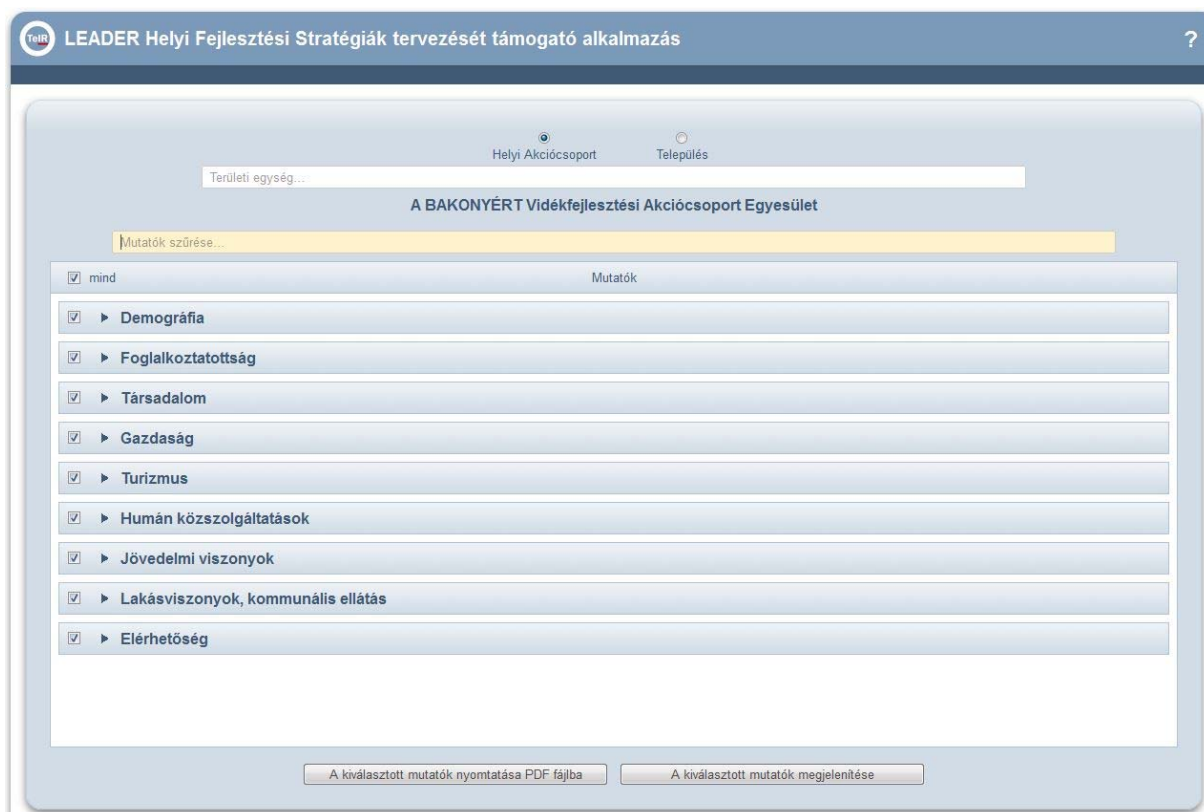 TeIR LEADER Helyi Fejlesztési Stratégiák tervezését támogató alkalmazás ?
Helyi Akciócsoport Település
Területi egység...
A BAKONYÉRT Vidékfejlesztési Akciócsoport Egyesület
Mutatók szűrése...
mind Mutatók
Demográfia
Foglalkoztatottság
Társadalom
Gazdaság
Turizmus
Humán közszolgáltatások
Jövedelmi viszonyok
Lakásviszonyok, kommunális ellátás
Elérhetőség
A kiválasztott mutatók nyomtatása PDF fájlba A kiválasztott mutatók megjelenítése